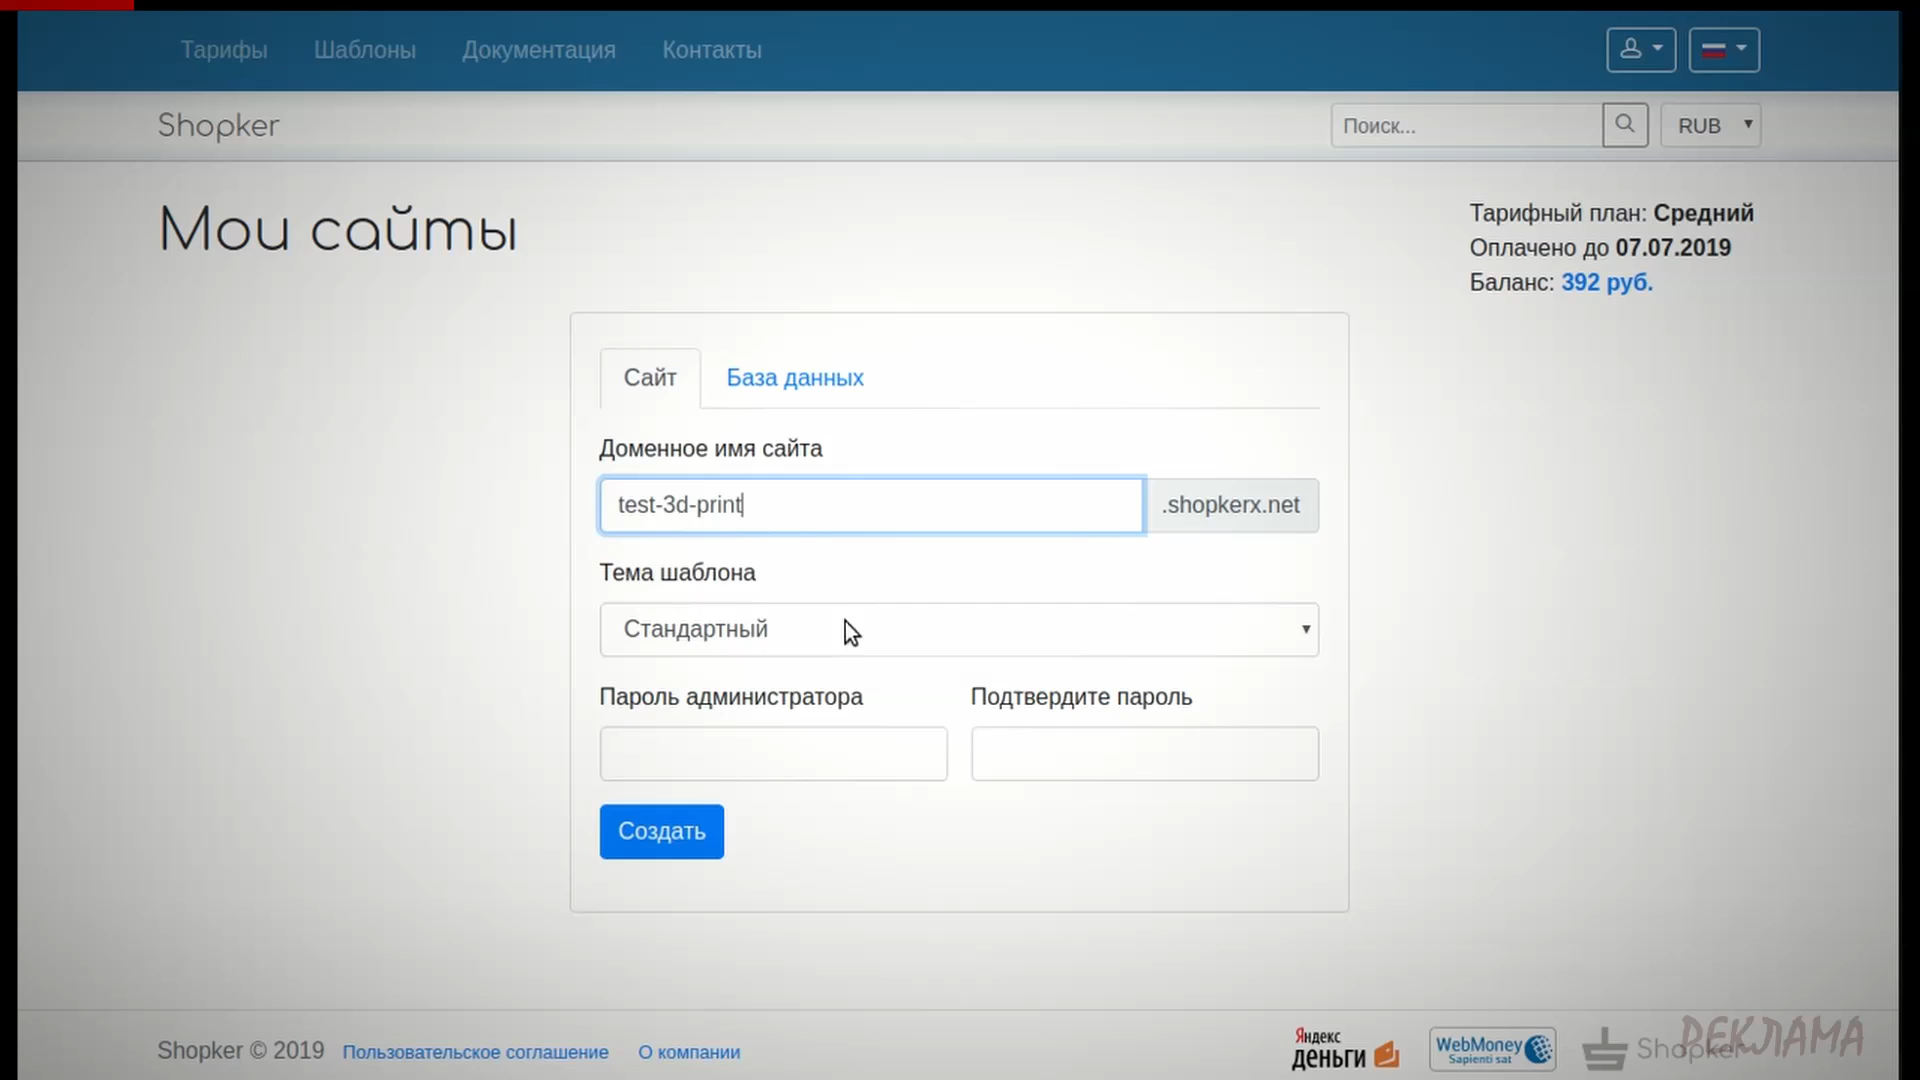 Тарифы Шаблоны Документация Контакты
Shopker
Поиск... RUB
Мои сайты
Тарифный план: Средний
Оплачено до 07.07.2019
Баланс: 392 руб.
Сайт База данных
Доменное имя сайта
test-3d-print .shopkerx.net
Тема шаблона
Стандартный
Пароль администратора Подтвердите пароль
Создать
Shopker © 2019 Пользовательское соглашение О компании
Яндекс
деньги
WebMoney
Sapienti sat
Shopker
РЕКЛАМА